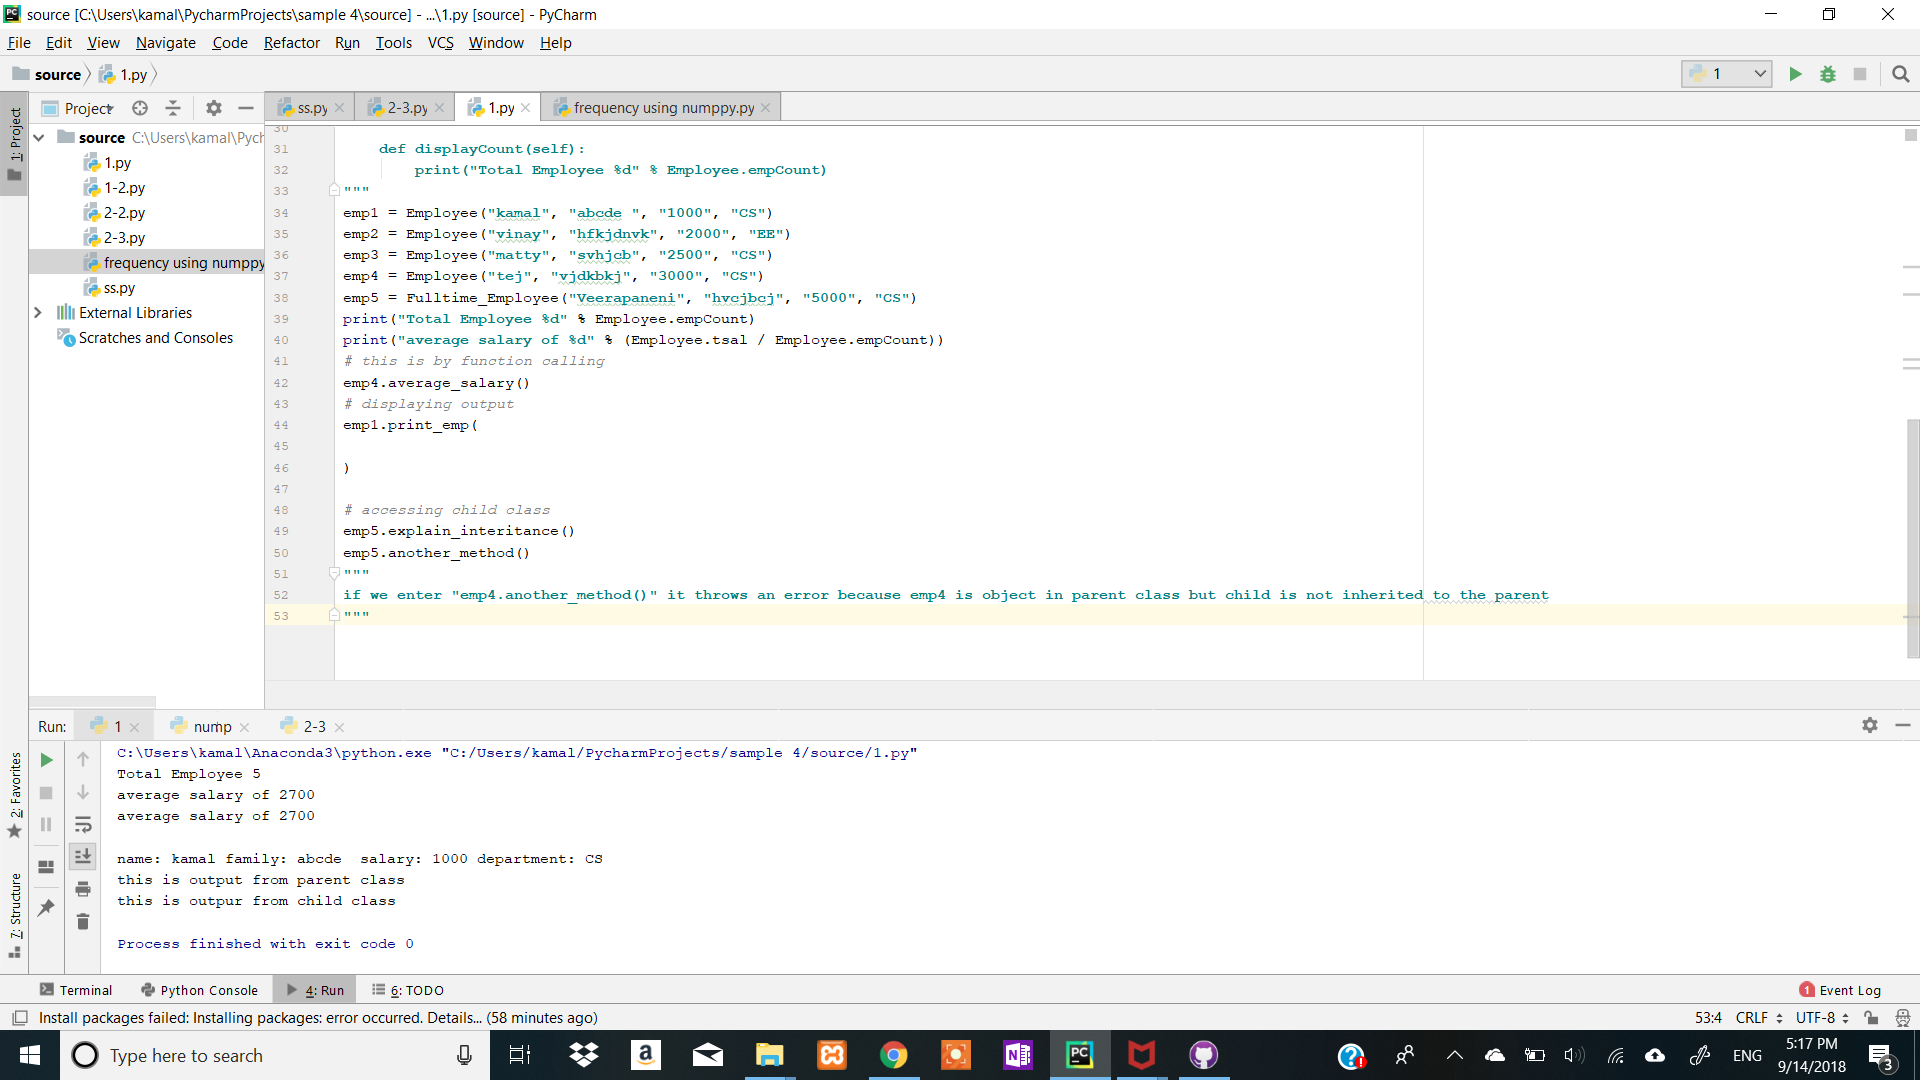 source [C:\Users\kamal\PycharmProjects\sample 4\source] - ...\1.py [source] - PyCharm
File Edit View Navigate Code Refactor Run Tools VCS Window Help
source 1.py
1
Project
ss.py 2-3.py 1.py frequency using numppy.py
1: Project
source C:\Users\kamal\Pych
1.py
1-2.py
2-2.py
2-3.py
frequency using numppy
ss.py
External Libraries
Scratches and Consoles
30
31 def displayCount(self):
32 print("Total Employee %d" % Employee.empCount)
33 """
34 emp1 = Employee("kamal", "abcde ", "1000", "CS")
35 emp2 = Employee("vinay", "hfkjdnvk", "2000", "EE")
36 emp3 = Employee("matty", "svhjcb", "2500", "CS")
37 emp4 = Employee("tej", "vjdkbkj", "3000", "CS")
38 emp5 = Fulltime_Employee("Veerapaneni", "hvcjbcj", "5000", "CS")
39 print("Total Employee %d" % Employee.empCount)
40 print("average salary of %d" % (Employee.tsal / Employee.empCount))
41 # this is by function calling
42 emp4.average_salary()
43 # displaying output
44 emp1.print_emp(
45
46 )
47
48 # accessing child class
49 emp5.explain_interitance()
50 emp5.another_method()
51 """
52 if we enter "emp4.another_method()" it throws an error because emp4 is object in parent class but child is not inherited to the parent
53 """
Run: 1 nump 2-3
C:\Users\kamal\Anaconda3\python.exe "C:/Users/kamal/PycharmProjects/sample 4/source/1.py"
Total Employee 5
average salary of 2700
average salary of 2700
name: kamal family: abcde  salary: 1000 department: CS
this is output from parent class
this is outpur from child class
Process finished with exit code 0
2: Favorites
7: Structure
Terminal Python Console 4: Run 6: TODO
1 Event Log
Install packages failed: Installing packages: error occurred. Details... (58 minutes ago)
53:4 CRLF UTF-8
Type here to search
ENG
5:17 PM
9/14/2018
3